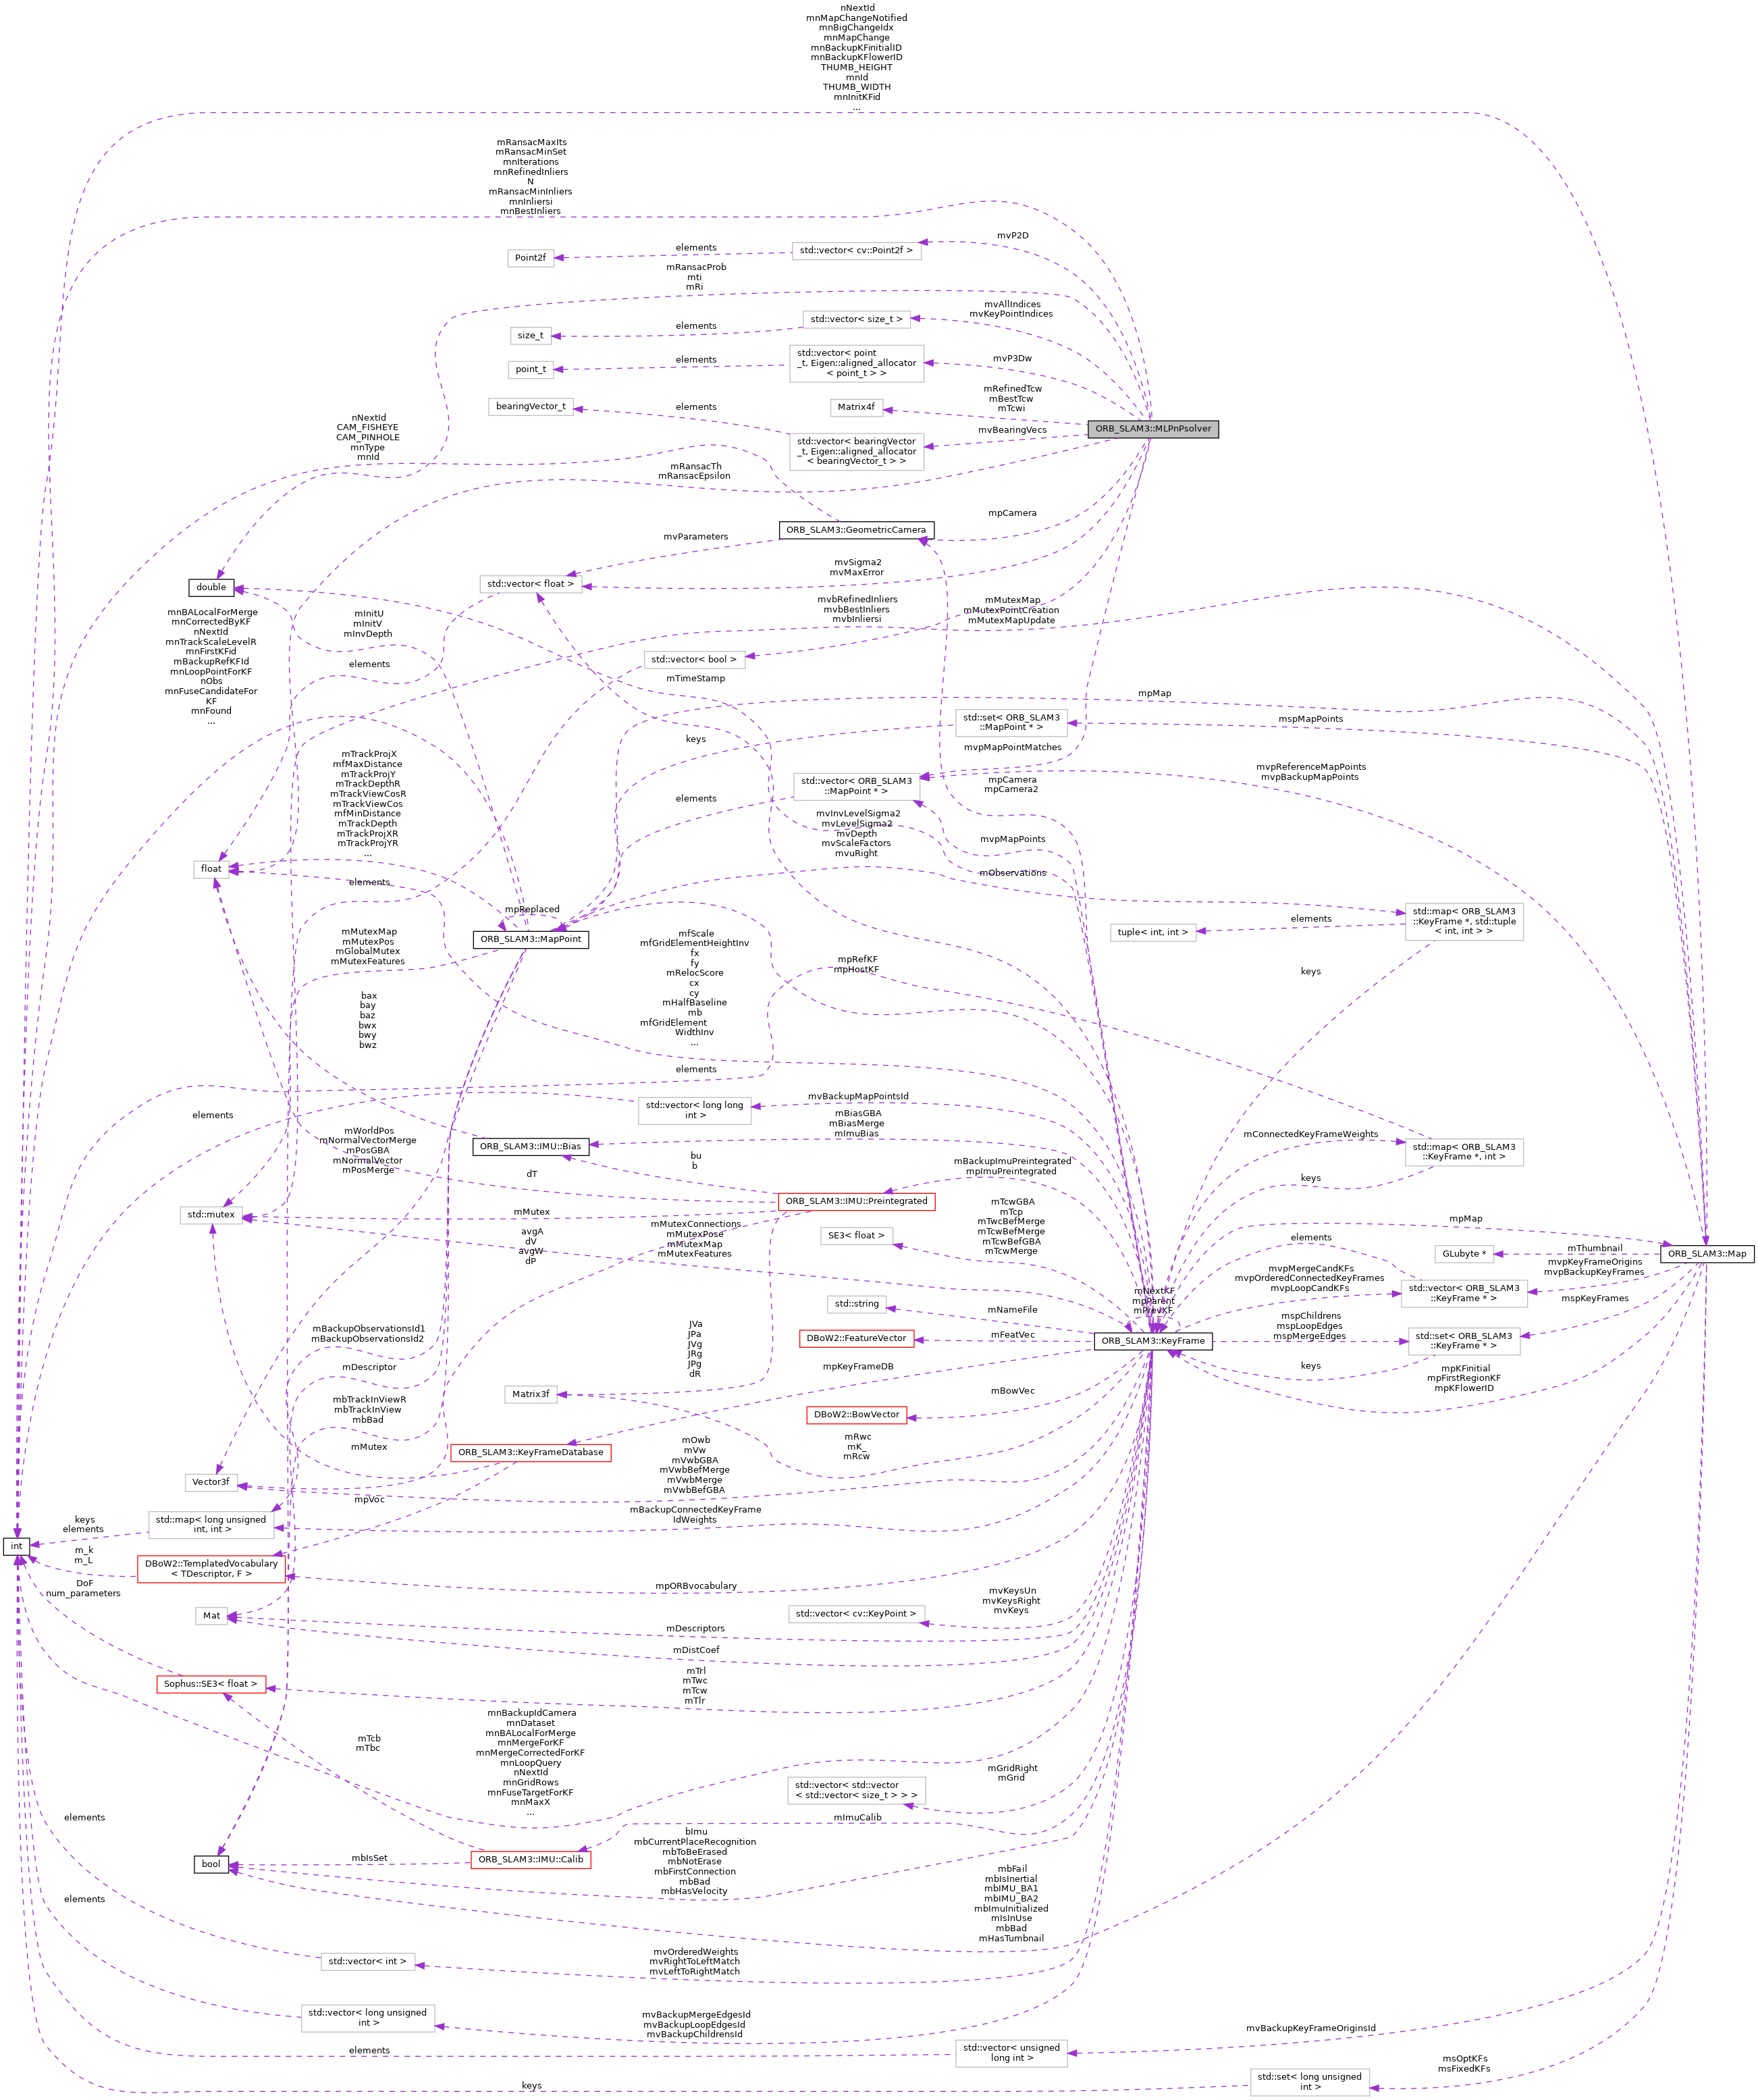 nNextId
mnMapChangeNotified
mnBigChangeIdx
mnMapChange
mnBackupKFinitialID
mnBackupKFlowerID
THUMB_HEIGHT
mnId
THUMB_WIDTH
mnInitKFid
...
mRansacMaxIts
mRansacMinSet
mnIterations
mnRefinedInliers
N
mRansacMinInliers
mnInliersi
mnBestInliers
mvP2D
std::vector< cv::Point2f >
elements
Point2f
mRansacProb
mti
mRi
mvAllIndices
mvKeyPointIndices
std::vector< size_t >
elements
size_t
std::vector< point
_t, Eigen::aligned_allocator
< point_t > >
mvP3Dw
elements
point_t
mRefinedTcw
mBestTcw
mTcwi
Matrix4f
bearingVector_t
elements
ORB_SLAM3::MLPnPsolver
mvBearingVecs
std::vector< bearingVector
_t, Eigen::aligned_allocator
< bearingVector_t > >
nNextId
CAM_FISHEYE
CAM_PINHOLE
mnType
mnId
mRansacTh
mRansacEpsilon
mpCamera
ORB_SLAM3::GeometricCamera
mvParameters
mvSigma2
mvMaxError
std::vector< float >
double
mnBALocalForMerge
mnCorrectedByKF
nNextId
mnTrackScaleLevelR
mnFirstKFid
mBackupRefKFId
mnLoopPointForKF
nObs
mnFuseCandidateFor
KF
mnFound
...
mInitU
mInitV
mInvDepth
mvbRefinedInliers
mvbBestInliers
mvbInliersi
mMutexMap
mMutexPointCreation
mMutexMapUpdate
elements
std::vector< bool >
mTimeStamp
mpMap
std::set< ORB_SLAM3
::MapPoint * >
mspMapPoints
keys
mvpMapPointMatches
mTrackProjX
mfMaxDistance
mTrackProjY
mTrackDepthR
mTrackViewCosR
mTrackViewCos
mfMinDistance
mTrackDepth
mTrackProjXR
mTrackProjYR
...
std::vector< ORB_SLAM3
::MapPoint * >
elements
mpCamera
mpCamera2
mvpReferenceMapPoints
mvpBackupMapPoints
mvInvLevelSigma2
mvLevelSigma2
mvDepth
mvScaleFactors
mvuRight
mvpMapPoints
float
elements
mObservations
mpReplaced
ORB_SLAM3::MapPoint
std::map< ORB_SLAM3
::KeyFrame *, std::tuple
< int, int > >
elements
tuple< int, int >
mMutexMap
mMutexPos
mGlobalMutex
mMutexFeatures
mfScale
mfGridElementHeightInv
fx
fy
mRelocScore
cx
cy
mHalfBaseline
mb
mfGridElement
WidthInv
...
mpRefKF
mpHostKF
keys
bax
bay
baz
bwx
bwy
bwz
elements
elements
std::vector< long long
int >
mvBackupMapPointsId
mBiasGBA
mBiasMerge
mImuBias
ORB_SLAM3::IMU::Bias
mConnectedKeyFrameWeights
std::map< ORB_SLAM3
::KeyFrame *, int >
mWorldPos
mNormalVectorMerge
mPosGBA
mNormalVector
mPosMerge
dT
bu
b
mBackupImuPreintegrated
mpImuPreintegrated
keys
ORB_SLAM3::IMU::Preintegrated
std::mutex
mMutex
mTcwGBA
mTcp
mTwcBefMerge
mTcwBefMerge
mTcwBefGBA
mTcwMerge
SE3< float >
mpMap
avgA
dV
avgW
dP
mMutexConnections
mMutexPose
mMutexMap
mMutexFeatures
elements
GLubyte *
mThumbnail
ORB_SLAM3::Map
mvpMergeCandKFs
mvpOrderedConnectedKeyFrames
mvpLoopCandKFs
std::vector< ORB_SLAM3
::KeyFrame * >
mvpKeyFrameOrigins
mvpBackupKeyFrames
mNextKF
mpParent
mPrevKF
std::string
mNameFile
mspKeyFrames
mBackupObservationsId1
mBackupObservationsId2
JVa
JPa
JVg
JRg
JPg
dR
DBoW2::FeatureVector
mFeatVec
ORB_SLAM3::KeyFrame
mspChildrens
mspLoopEdges
mspMergeEdges
std::set< ORB_SLAM3
::KeyFrame * >
mDescriptor
mpKeyFrameDB
keys
mpKFinitial
mpFirstRegionKF
mpKFlowerID
Matrix3f
mBowVec
DBoW2::BowVector
mbTrackInViewR
mbTrackInView
mbBad
mMutex
ORB_SLAM3::KeyFrameDatabase
mRwc
mK_
mRcw
mOwb
mVw
mVwbGBA
mVwbBefMerge
mVwbMerge
mVwbBefGBA
Vector3f
mpVoc
std::map< long unsigned
int, int >
keys
elements
mBackupConnectedKeyFrame
IdWeights
int
m_k
m_L
DBoW2::TemplatedVocabulary
< TDescriptor, F >
DoF
num_parameters
mpORBvocabulary
mvKeysUn
mvKeysRight
mvKeys
std::vector< cv::KeyPoint >
Mat
mDescriptors
mDistCoef
Sophus::SE3< float >
mTrl
mTwc
mTcw
mTlr
mTcb
mTbc
mnBackupIdCamera
mnDataset
mnBALocalForMerge
mnMergeForKF
mnMergeCorrectedForKF
mnLoopQuery
nNextId
mnGridRows
mnFuseTargetForKF
mnMaxX
...
mGridRight
mGrid
std::vector< std::vector
< std::vector< size_t > > >
elements
mImuCalib
bImu
mbCurrentPlaceRecognition
mbToBeErased
mbNotErase
mbFirstConnection
mbBad
mbHasVelocity
bool
mbIsSet
ORB_SLAM3::IMU::Calib
mbFail
mbIsInertial
mbIMU_BA1
mbIMU_BA2
mbImuInitialized
mIsInUse
mbBad
mHasTumbnail
elements
std::vector< int >
mvOrderedWeights
mvRightToLeftMatch
mvLeftToRightMatch
std::vector< long unsigned
int >
mvBackupMergeEdgesId
mvBackupLoopEdgesId
mvBackupChildrensId
elements
std::vector< unsigned
long int >
mvBackupKeyFrameOriginsId
keys
std::set< long unsigned
int >
msOptKFs
msFixedKFs